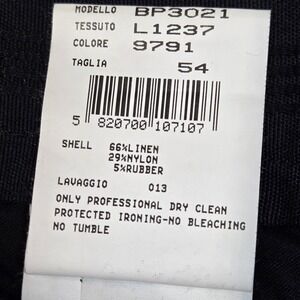 MODELLO BP3021
TESSUTO L1237
COLORE 9791
TAGLIA 54
5 820700 107107
SHELL 66%LINEN
29%NYLON
5%RUBBER
LAVAGGIO 013
ONLY PROFESSIONAL DRY CLEAN
PROTECTED IRONING-NO BLEACHING
NO TUMBLE